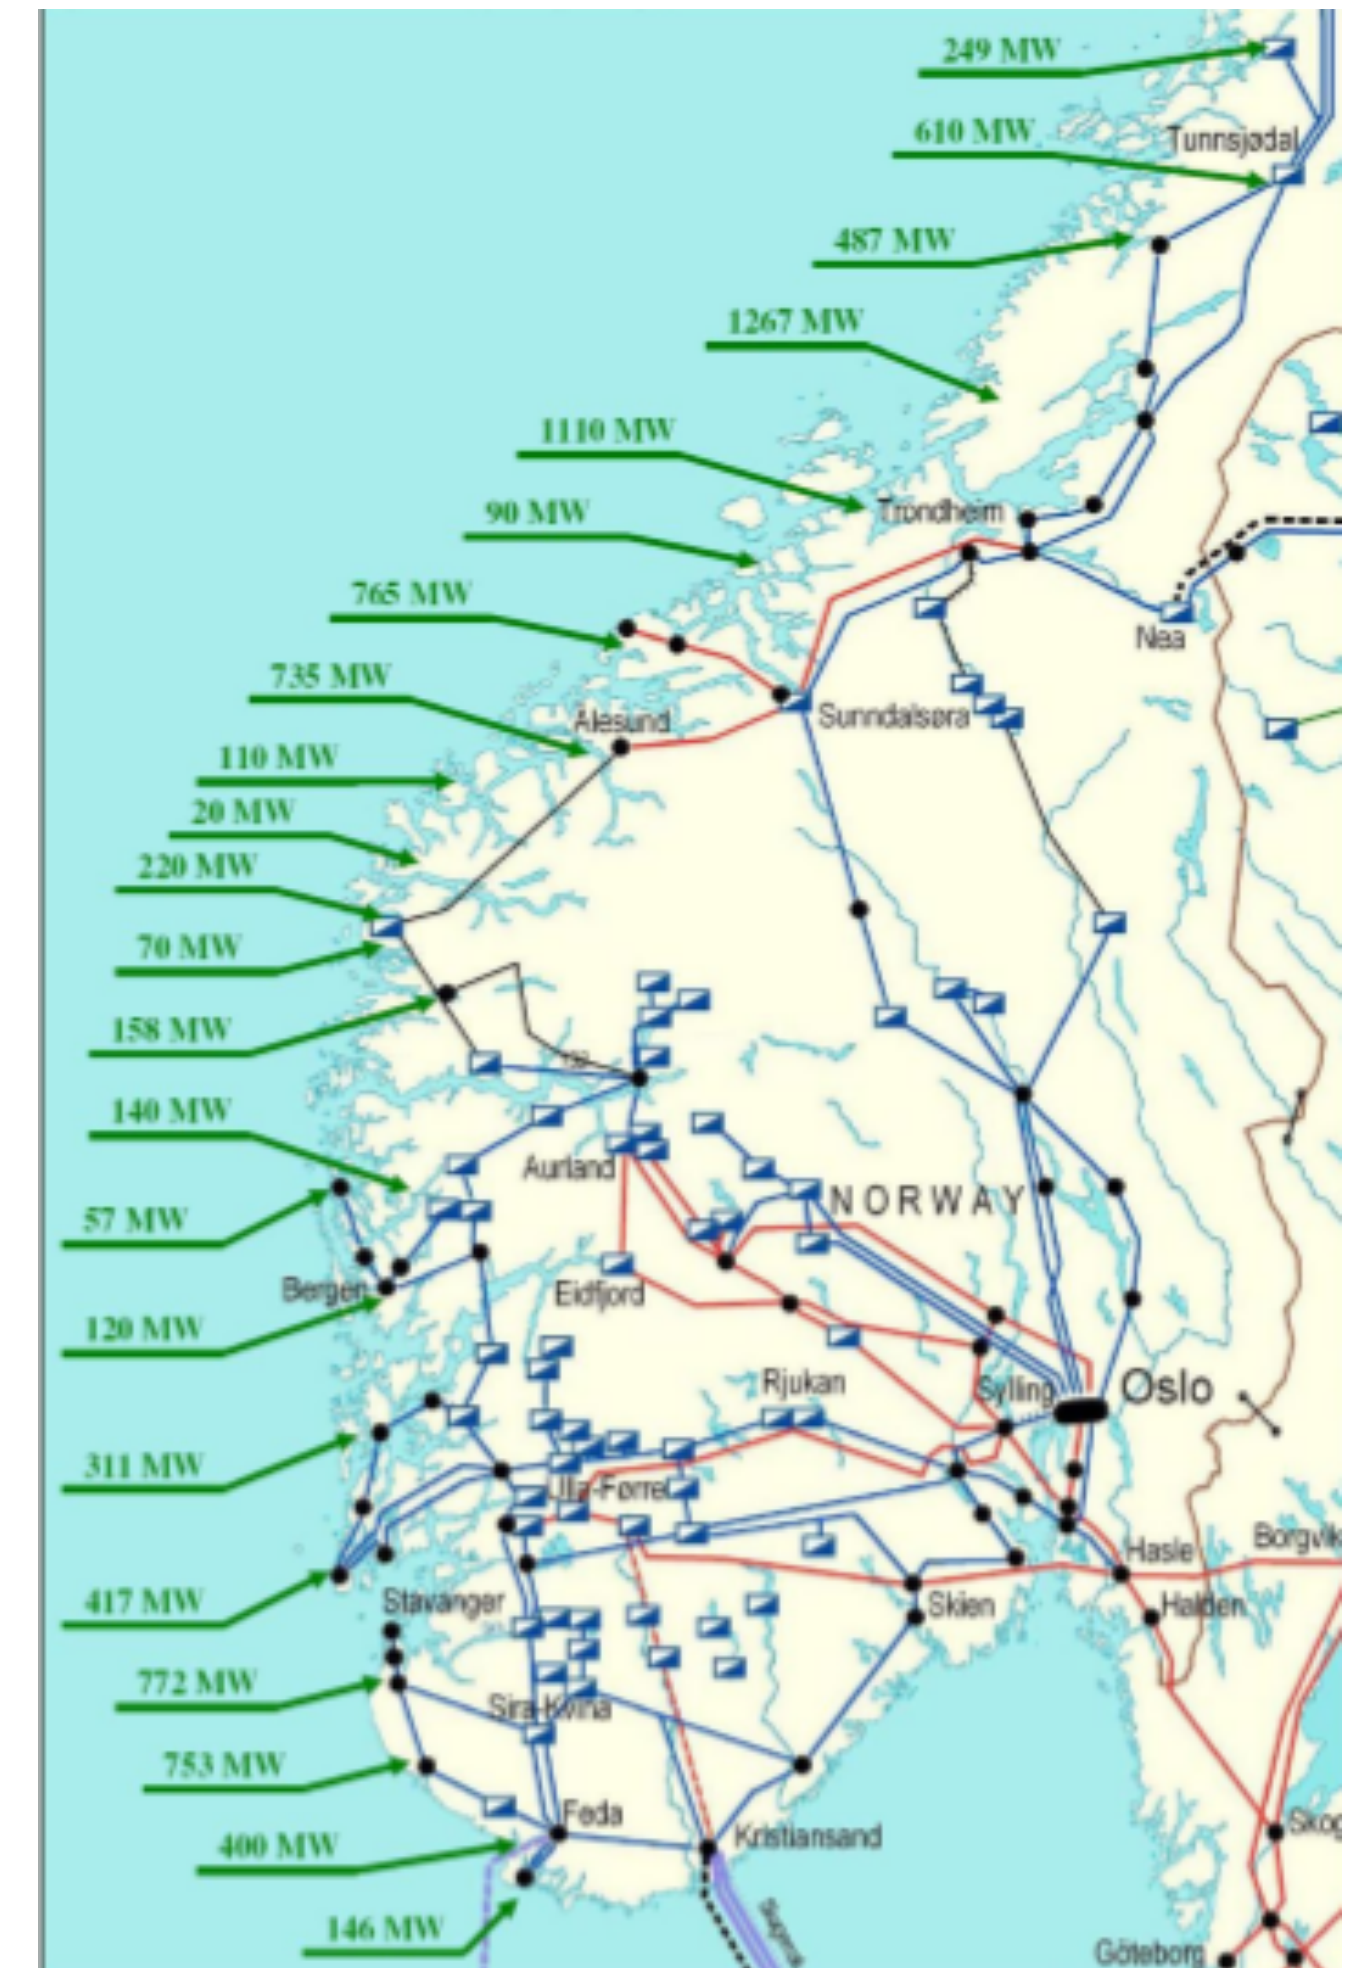 249 MW
610 MW
Tunnsjødal
487 MW
1267 MW
1110 MW
Trondheim
90 MW
765 MW
Nea
735 MW
Ålesund
Sunndalsøra
110 MW
20 MW
220 MW
70 MW
158 MW
140 MW
Aurland
NORWAY
57 MW
Bergen
Eidfjord
120 MW
Rjukan
Sylling
Oslo
311 MW
Ulla-Førre
Hasle
Borgvik
417 MW
Stavanger
Skien
Halden
772 MW
Sira-Kvina
753 MW
Feda
Kristiansand
Skog
400 MW
146 MW
Göteborg